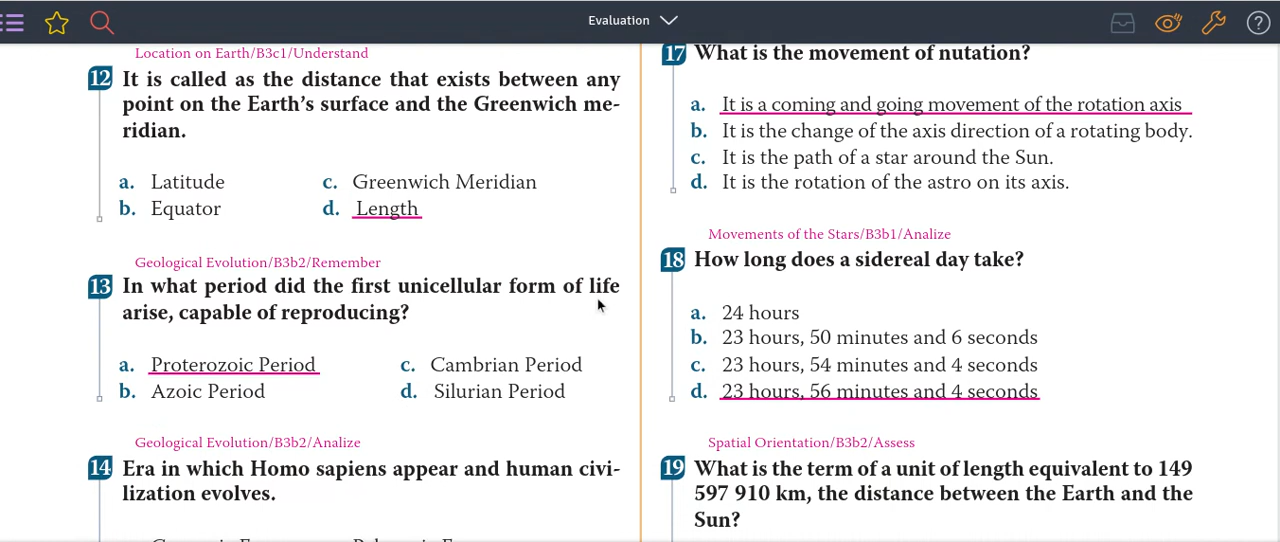 Evaluation
Location on Earth/B3c1/Understand
12 It is called as the distance that exists between any
point on the Earth's surface and the Greenwich me-
ridian.
a. Latitude
b. Equator
c. Greenwich Meridian
d. Length
Geological Evolution/B3b2/Remember
13 In what period did the first unicellular form of life
arise, capable of reproducing?
a. Proterozoic Period
b. Azoic Period
c. Cambrian Period
d. Silurian Period
Geological Evolution/B3b2/Analize
14 Era in which Homo sapiens appear and human civi-
lization evolves.
17 What is the movement of nutation?
a. It is a coming and going movement of the rotation axis
b. It is the change of the axis direction of a rotating body.
c. It is the path of a star around the Sun.
d. It is the rotation of the astro on its axis.
Movements of the Stars/B3b1/Analize
18 How long does a sidereal day take?
a. 24 hours
b. 23 hours, 50 minutes and 6 seconds
c. 23 hours, 54 minutes and 4 seconds
d. 23 hours, 56 minutes and 4 seconds
Spatial Orientation/B3b2/Assess
19 What is the term of a unit of length equivalent to 149
597 910 km, the distance between the Earth and the
Sun?